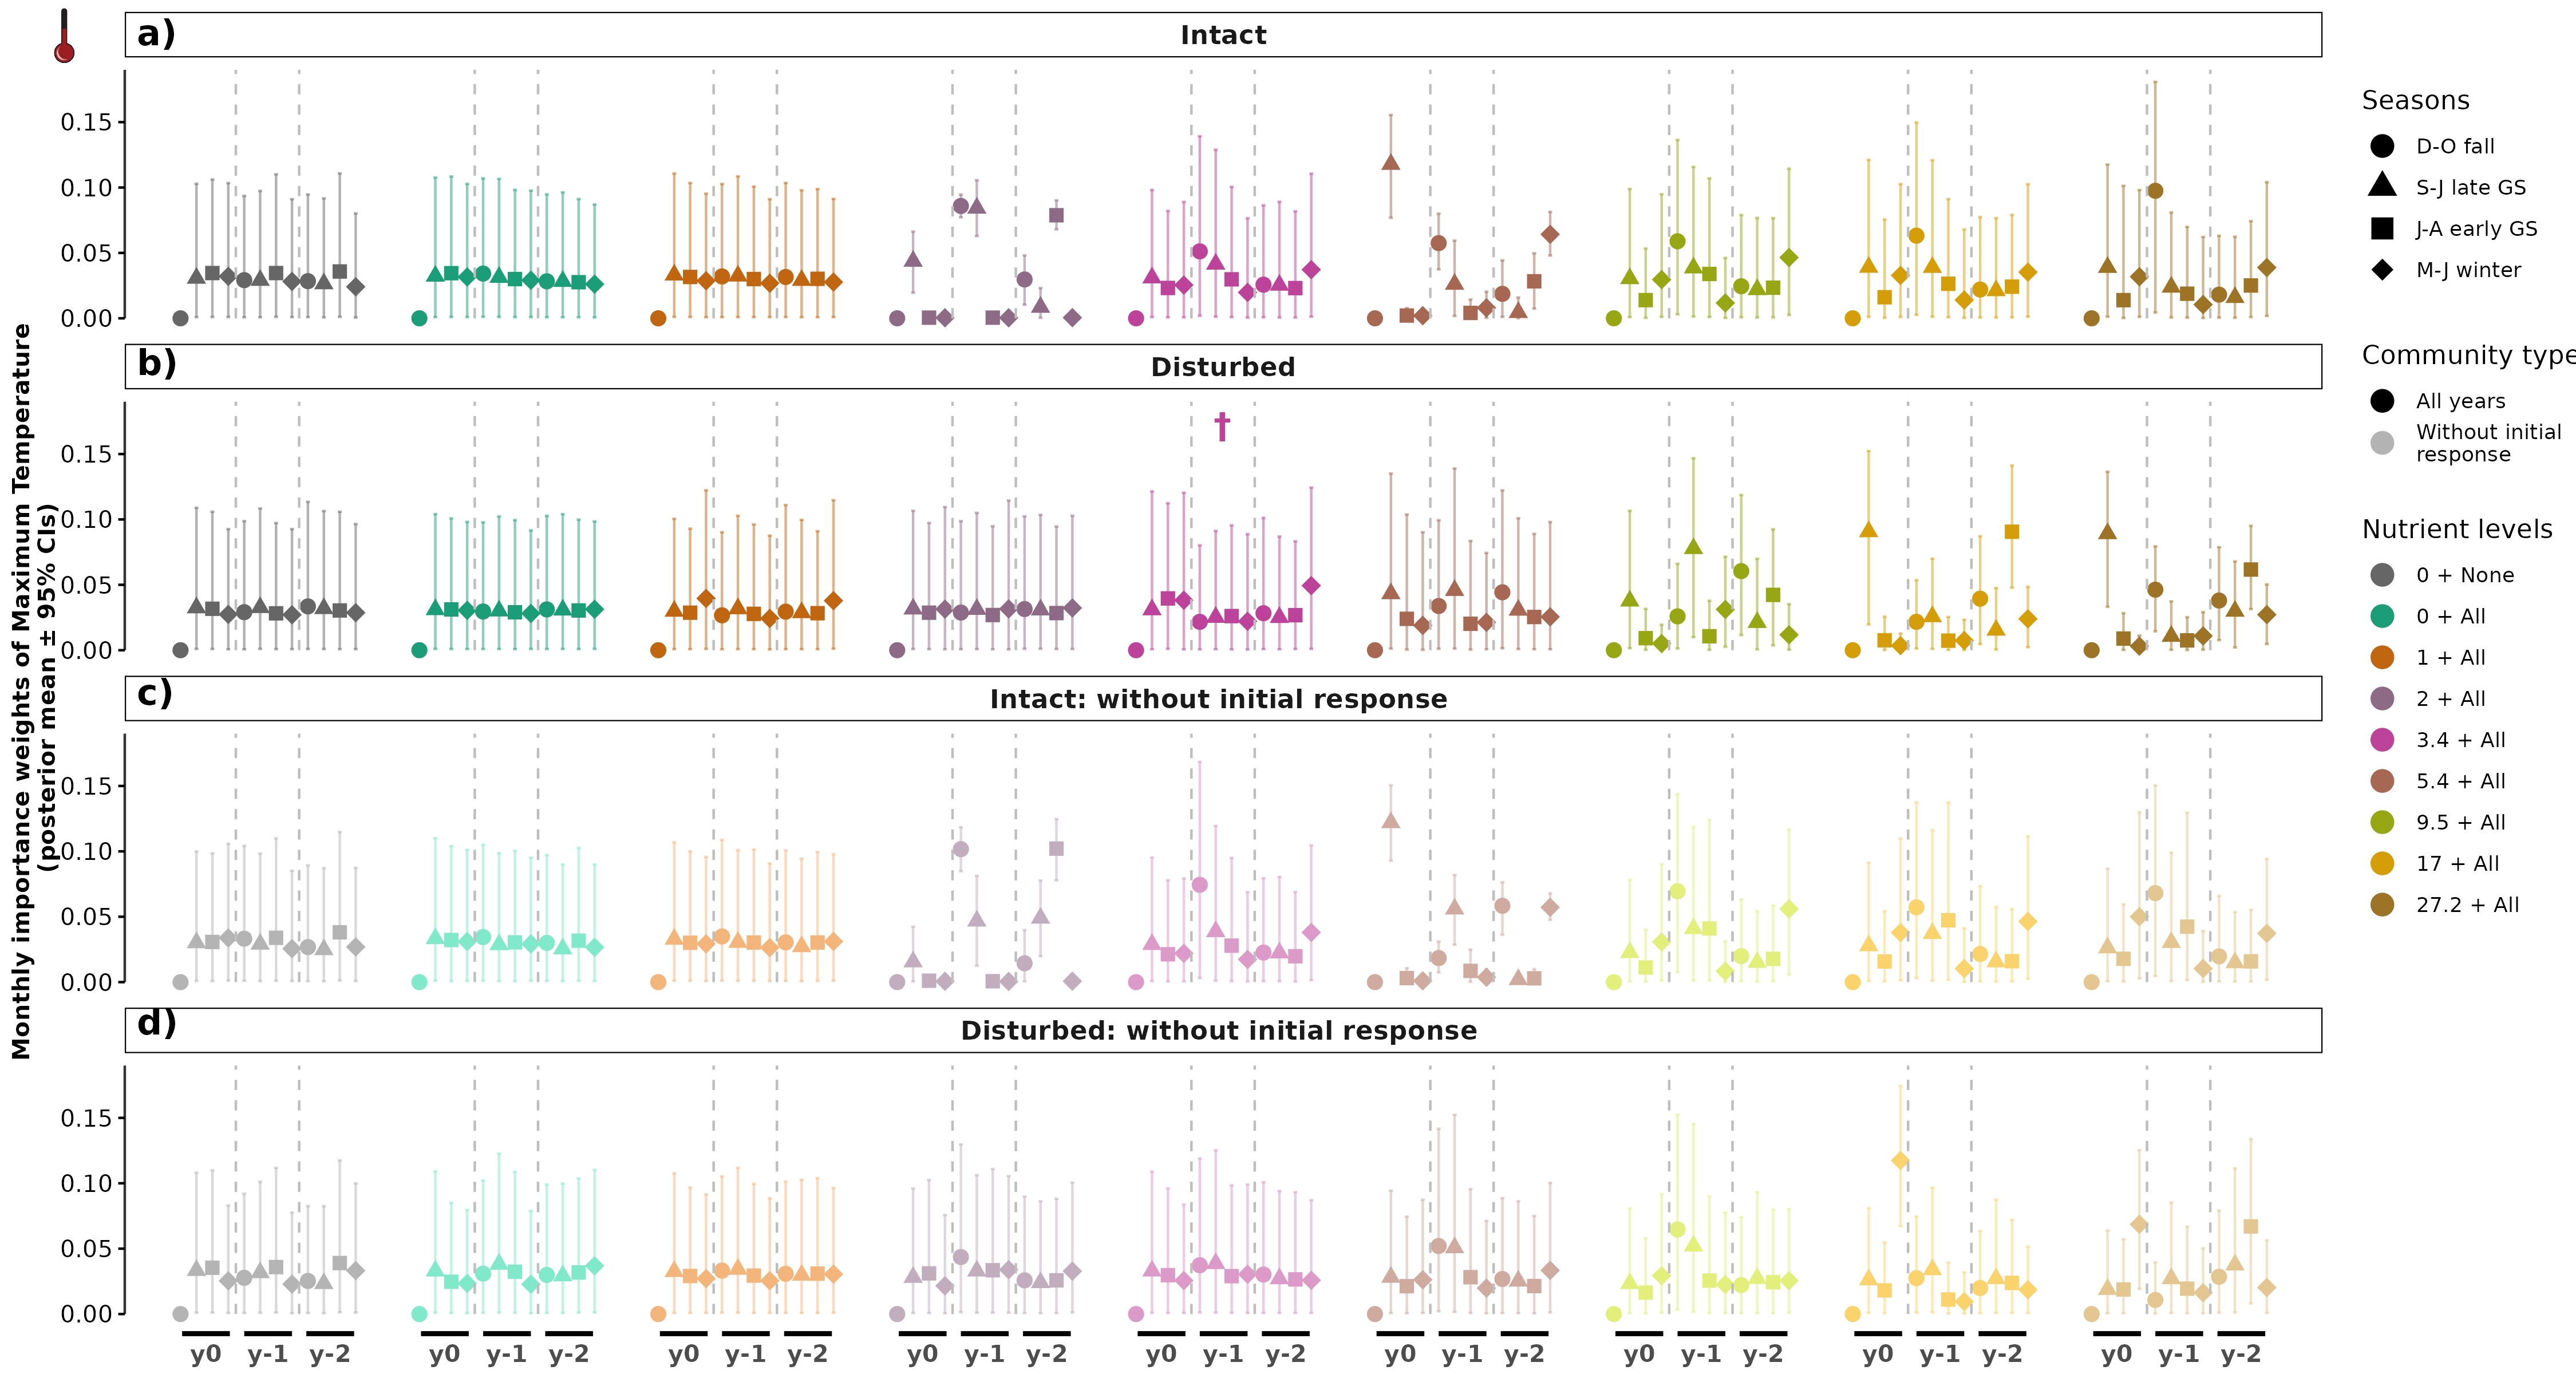 a)
Intact
0.15
0.10
0.05
0.00
b)
Disturbed
†
0.15
0.10
0.05
0.00
c)
Intact: without initial response
0.15
0.10
0.05
0.00
d)
Disturbed: without initial response
0.15
0.10
0.05
0.00
y0 y-1 y-2 y0 y-1 y-2 y0 y-1 y-2 y0 y-1 y-2 y0 y-1 y-2 y0 y-1 y-2 y0 y-1 y-2 y0 y-1 y-2 y0 y-1 y-2
Monthly importance weights of Maximum Temperature
(posterior mean ± 95% CIs)
Seasons
D-O fall
S-J late GS
J-A early GS
M-J winter
Community type
All years
Without initial
response
Nutrient levels
0 + None
0 + All
1 + All
2 + All
3.4 + All
5.4 + All
9.5 + All
17 + All
27.2 + All